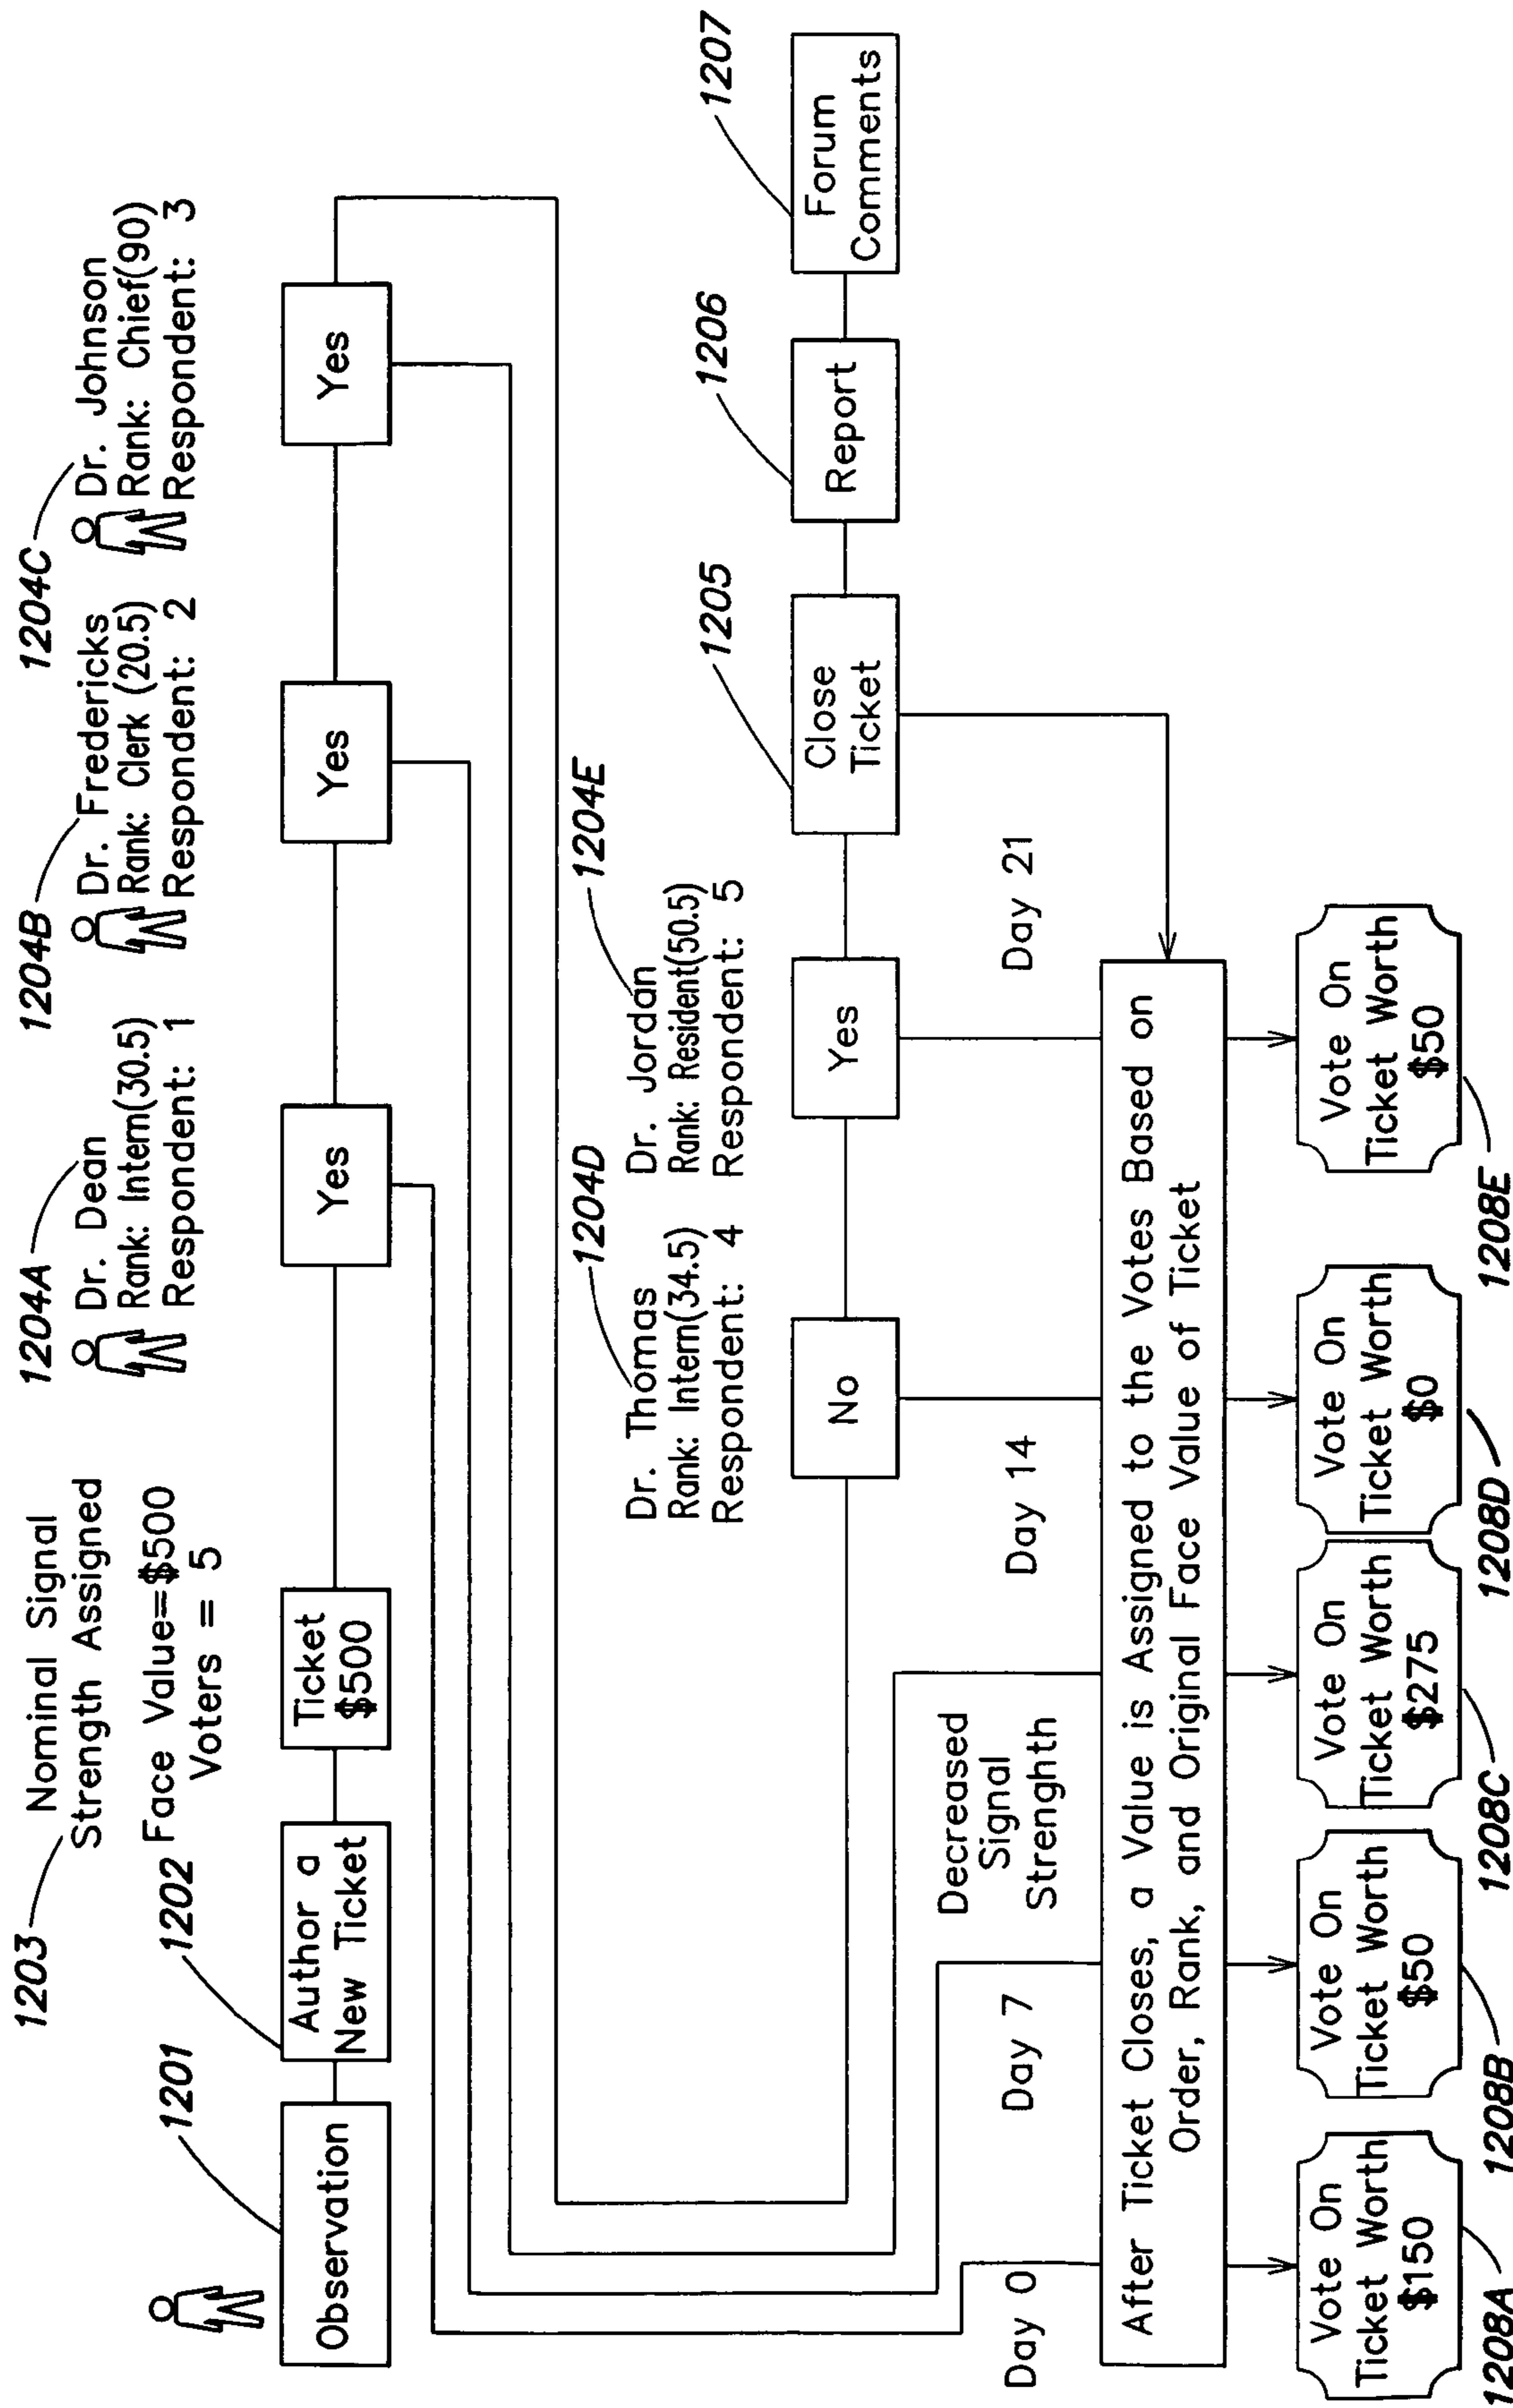 1203
Nominal Signal
Strength Assigned
1202
Face Value=$500
Voters = 5
1201
Observation
Author a
New Ticket
Ticket
$500
1204A
Dr. Dean
Rank: Intern(30.5)
Respondent: 1
Yes
1204B
Dr. Fredericks
Rank: Clerk (20.5)
Respondent: 2
Yes
1204C
Dr. Johnson
Rank: Chief(90)
Respondent: 3
Yes
1204D
Dr. Thomas
Rank: Intern(34.5)
Respondent: 4
No
1204E
Dr. Jordan
Rank: Resident(50.5)
Respondent: 5
Yes
1205
Close
Ticket
1206
Report
1207
Forum
Comments
Day 0
Day 7
Decreased
Signal
Strenghth
Day 14
Day 21
After Ticket Closes, a Value is Assigned to the Votes Based on
Order, Rank, and Original Face Value of Ticket
Vote On
Ticket Worth
$150
1208A
Vote On
Ticket Worth
$50
1208B
Vote On
Ticket Worth
$275
1208C
Vote On
Ticket Worth
$0
1208D
Vote On
Ticket Worth
$50
1208E